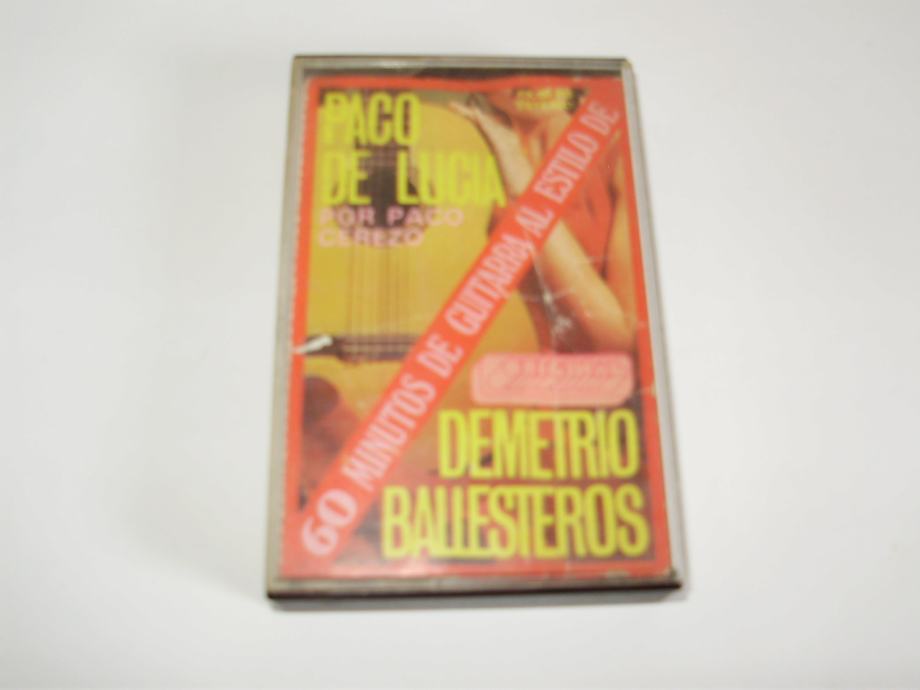 PACO
DE LUCIA
POR PACO
CEREZO
60 MINUTOS DE GUITARRA AL ESTILO DE
DEMETRIO
BALLESTEROS